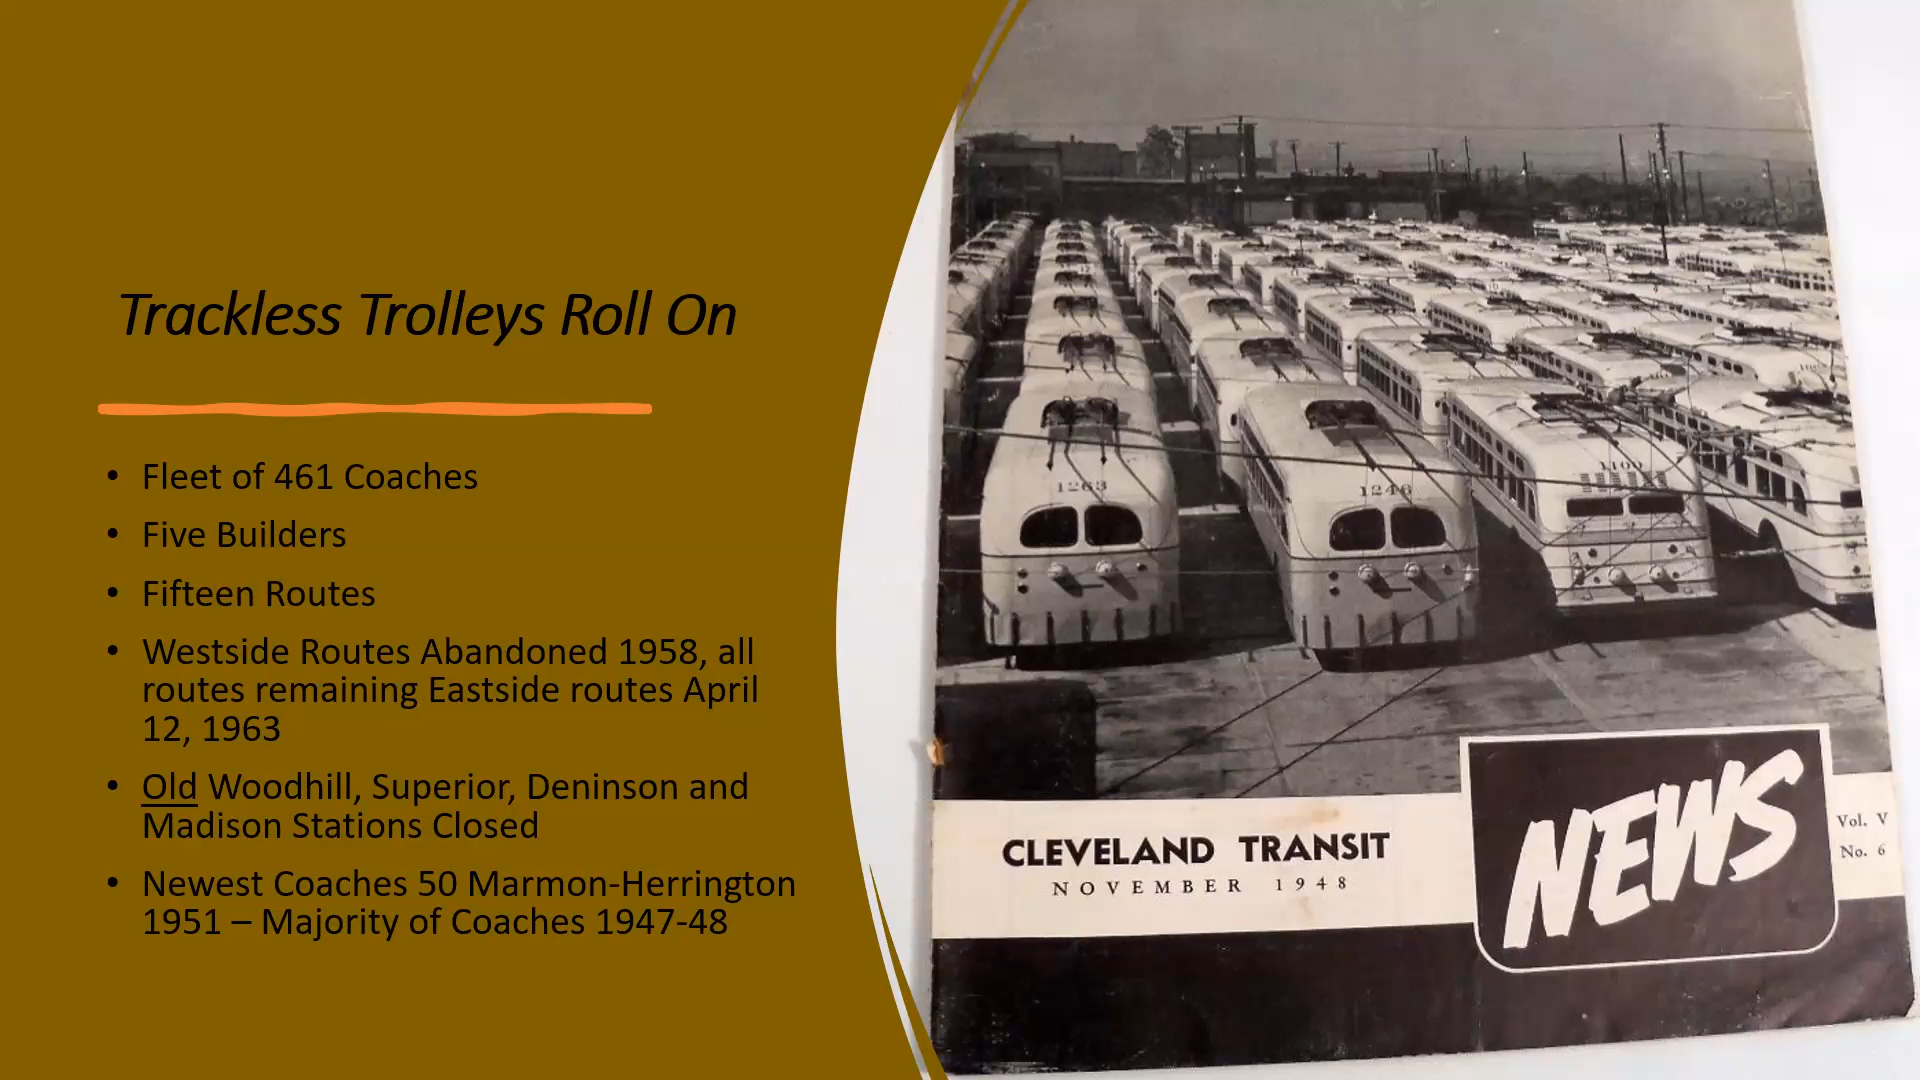 Trackless Trolleys Roll On
• Fleet of 461 Coaches
• Five Builders
• Fifteen Routes
• Westside Routes Abandoned 1958, all
routes remaining Eastside routes April
12, 1963
• Old Woodhill, Superior, Deninson and
Madison Stations Closed
• Newest Coaches 50 Marmon-Herrington
1951 – Majority of Coaches 1947-48
1263
1246
1100
NEWS
Vol. V
No. 6
CLEVELAND TRANSIT
NOVEMBER 1948